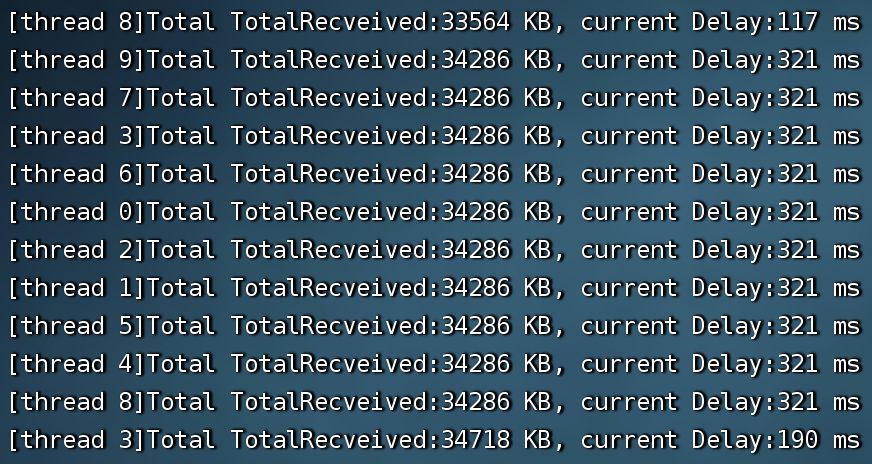 [thread 8]Total TotalRecveived:33564 KB, current Delay:117 ms
[thread 9]Total TotalRecveived:34286 KB, current Delay:321 ms
[thread 7]Total TotalRecveived:34286 KB, current Delay:321 ms
[thread 3]Total TotalRecveived:34286 KB, current Delay:321 ms
[thread 6]Total TotalRecveived:34286 KB, current Delay:321 ms
[thread 0]Total TotalRecveived:34286 KB, current Delay:321 ms
[thread 2]Total TotalRecveived:34286 KB, current Delay:321 ms
[thread 1]Total TotalRecveived:34286 KB, current Delay:321 ms
[thread 5]Total TotalRecveived:34286 KB, current Delay:321 ms
[thread 4]Total TotalRecveived:34286 KB, current Delay:321 ms
[thread 8]Total TotalRecveived:34286 KB, current Delay:321 ms
[thread 3]Total TotalRecveived:34718 KB, current Delay:190 ms